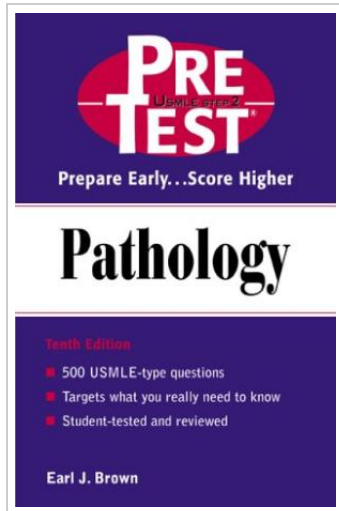 PRE
USMLE STEP 2
TEST®
Prepare Early...Score Higher
Pathology
Tenth Edition
500 USMLE-type questions
Targets what you really need to know
Student-tested and reviewed
Earl J. Brown